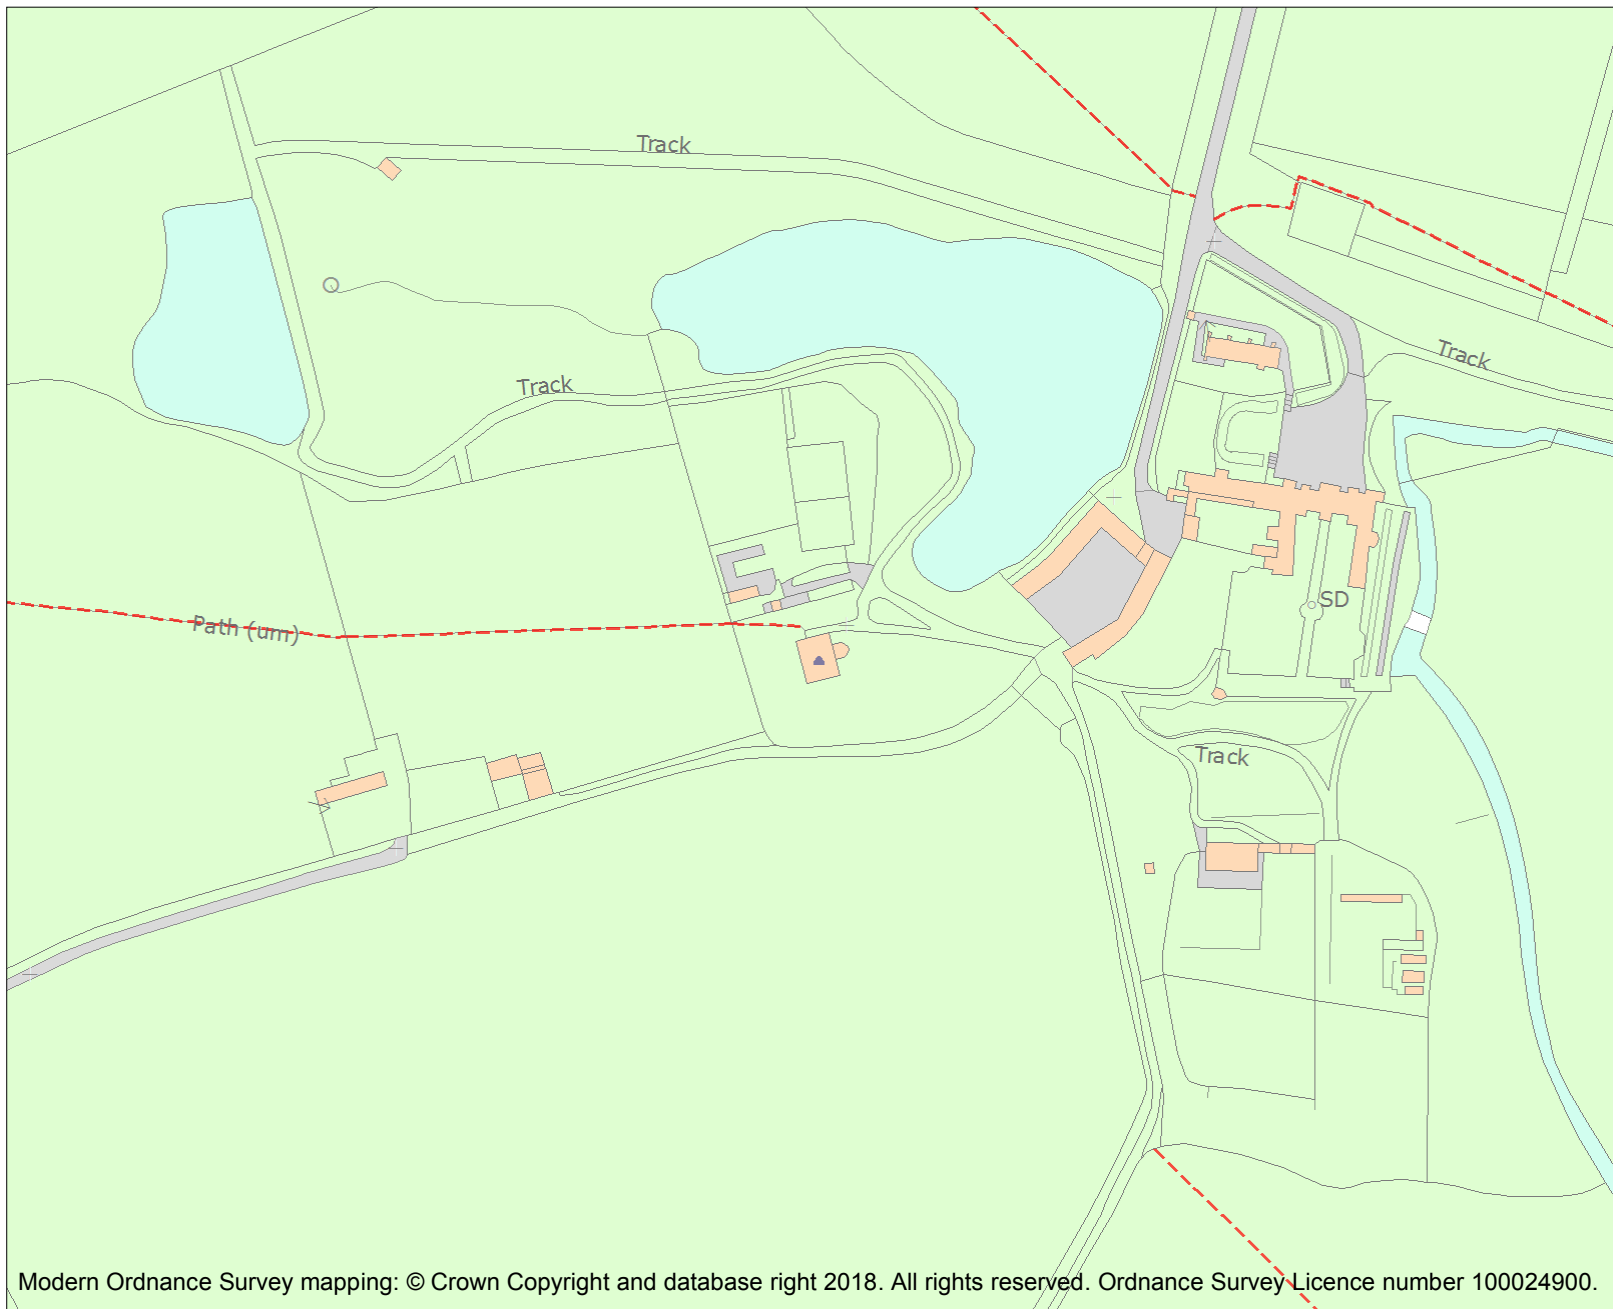 Track
Track
Track
SD
Path (um)
Track
Modern Ordnance Survey mapping: © Crown Copyright and database right 2018. All rights reserved. Ordnance Survey Licence number 100024900.